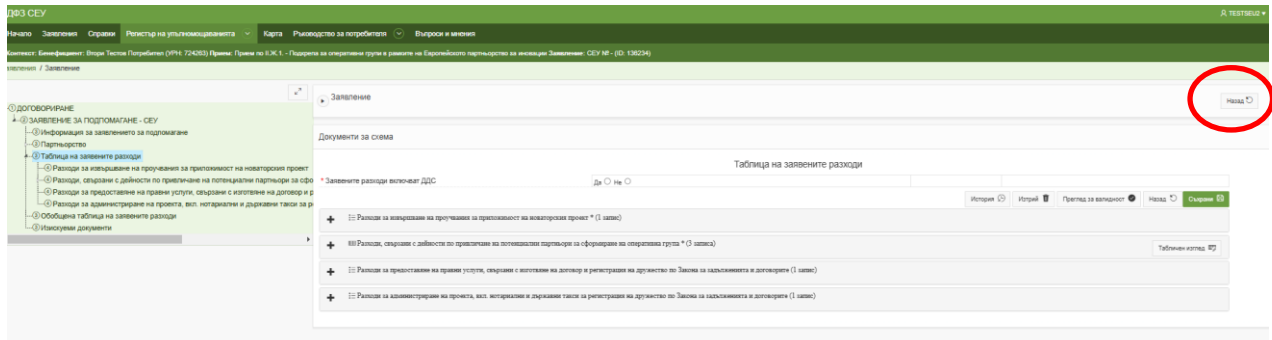 ДФЗ СЕУ
TESTSEU2
Начало Заявления Справки Регистър на упълномощаванията Карта Ръководство за потребителя Въпроси и мнения
Контекст: Бенефициент: Втори Тестов Потребител (УРН: 724263) Прием: Прием по II.Ж.1. - Подкрепа за оперативни групи в рамките на Европейското партньорство за иновации Заявление: СЕУ № - (ID: 136234)
Заявления / Заявление
Заявление
Назад
ДОГОВОРИРАНЕ
ЗАЯВЛЕНИЕ ЗА ПОДПОМАГАНЕ - СЕУ
Информация за заявлението за подпомагане
Партньорство
Таблица на заявените разходи
Разходи за извършване на проучвания за приложимост на новаторския проект
Разходи, свързани с дейности по привличане на потенциални партньори за сфо
Разходи за предоставяне на правни услуги, свързани с изготвяне на договор и р
Разходи за администриране на проекта, вкл. нотариални и държавни такси за р
Обобщена таблица на заявените разходи
Изискуеми документи
Документи за схема
Таблица на заявените разходи
* Заявените разходи включват ДДС Да Не
История Изтрий Преглед за валидност Назад Съхрани
Разходи за извършване на проучвания за приложимост на новаторския проект * (1 запис)
Разходи, свързани с дейности по привличане на потенциални партньори за сформиране на оперативна група * (3 записа)
Табличен изглед
Разходи за предоставяне на правни услуги, свързани с изготвяне на договор и регистрация на дружество по Закона за задълженията и договорите (1 запис)
Разходи за администриране на проекта, вкл. нотариални и държавни такси за регистрация на дружество по Закона за задълженията и договорите (1 запис)